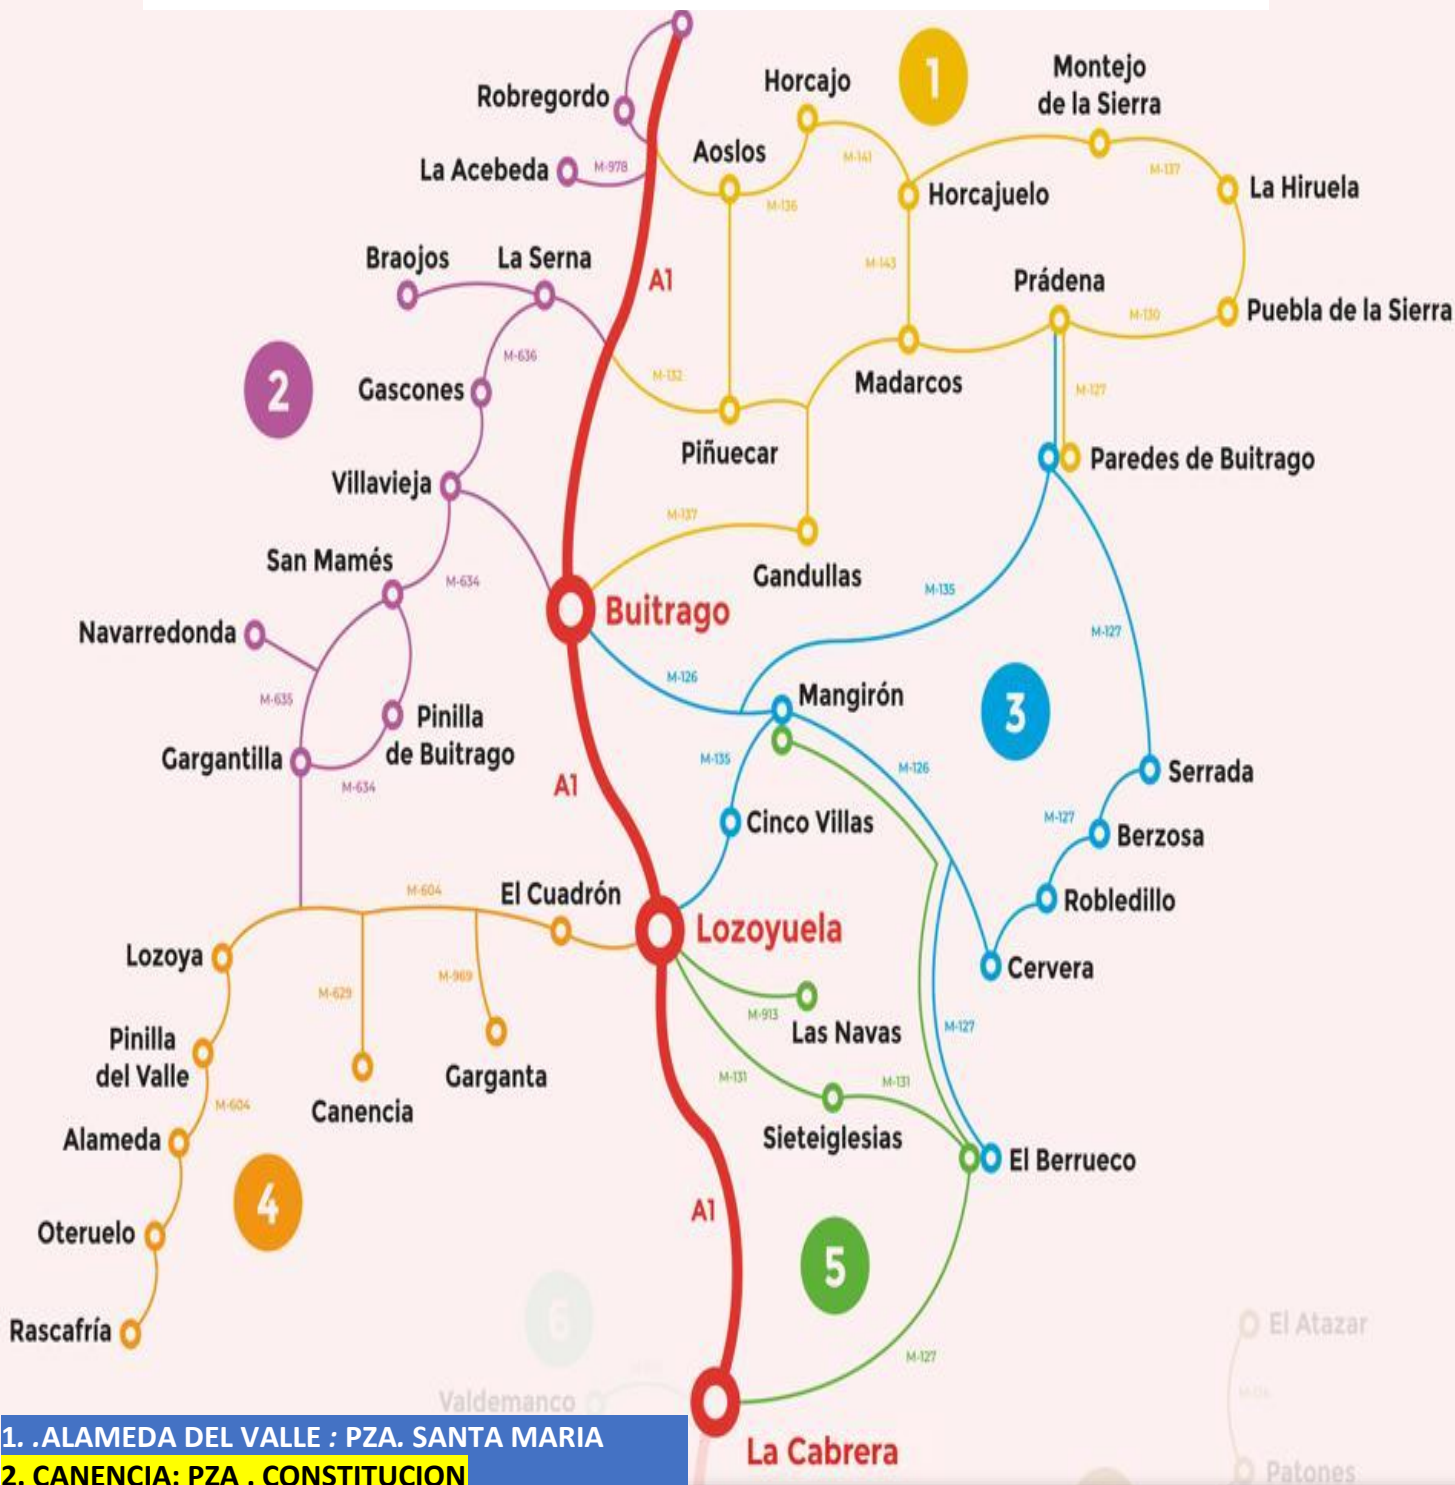 Robregordo
La Acebeda
M-978
Horcajo
1
Montejo
de la Sierra
Aoslos
M-141
M-136
Horcajuelo
M-137
La Hiruela
Braojos
La Serna
A1
M-143
Prádena
M-130
Puebla de la Sierra
2
M-636
Gascones
M-132
Madarcos
M-127
Piñuecar
Paredes de Buitrago
Villavieja
M-137
Gandullas
San Mamés
M-634
Buitrago
M-135
Navarredonda
M-635
M-126
M-127
Mangirón
3
Pinilla
de Buitrago
Gargantilla
M-634
A1
M-135
M-126
Serrada
Cinco Villas
M-127
Berzosa
M-604
El Cuadrón
Robledillo
Lozoyuela
Lozoya
M-629
M-969
Cervera
M-913
Las Navas
M-127
Pinilla
del Valle
Garganta
M-604
Canencia
M-131
M-131
Alameda
Sieteiglesias
El Berrueco
4
Oteruelo
A1
5
6
Rascafría
El Atazar
M-127
Valdemanco
La Cabrera
Patones
1. .ALAMEDA DEL VALLE : PZA. SANTA MARIA
2. CANENCIA: PZA . CONSTITUCION